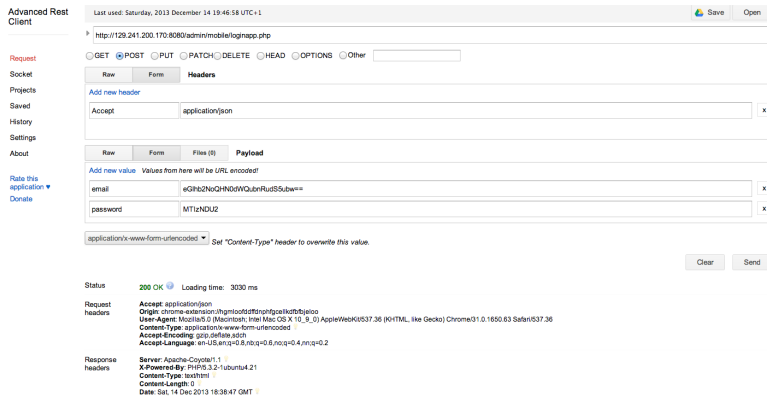 Advanced Rest Client
Last used: Saturday, 2013 December 14 19:46:58 UTC+1
Save
Open
http://129.241.200.170:8080/admin/mobile/loginapp.php
GET POST PUT PATCH DELETE HEAD OPTIONS Other
Request
Socket
Projects
Saved
History
Settings
About
Rate this application ▼
Donate
Raw Form Headers
Add new header
Accept application/json x
Raw Form Files (0) Payload
Add new value Values from here will be URL encoded!
email eGlhb2NoQHN0dWQubnRudS5ubw== x
password MTIzNDU2 x
application/x-www-form-urlencoded Set "Content-Type" header to overwrite this value.
Clear Send
Status 200 OK Loading time: 3030 ms
Request headers
Accept: application/json
Origin: chrome-extension://hgmloofddffdnphfgcellkdfbfbjeloo
User-Agent: Mozilla/5.0 (Macintosh; Intel Mac OS X 10_9_0) AppleWebKit/537.36 (KHTML, like Gecko) Chrome/31.0.1650.63 Safari/537.36
Content-Type: application/x-www-form-urlencoded
Accept-Encoding: gzip,deflate,sdch
Accept-Language: en-US,en;q=0.8,nb;q=0.6,no;q=0.4,nn;q=0.2
Response headers
Server: Apache-Coyote/1.1
X-Powered-By: PHP/5.3.2-1ubuntu4.21
Content-Type: text/html
Content-Length: 0
Date: Sat, 14 Dec 2013 18:38:47 GMT